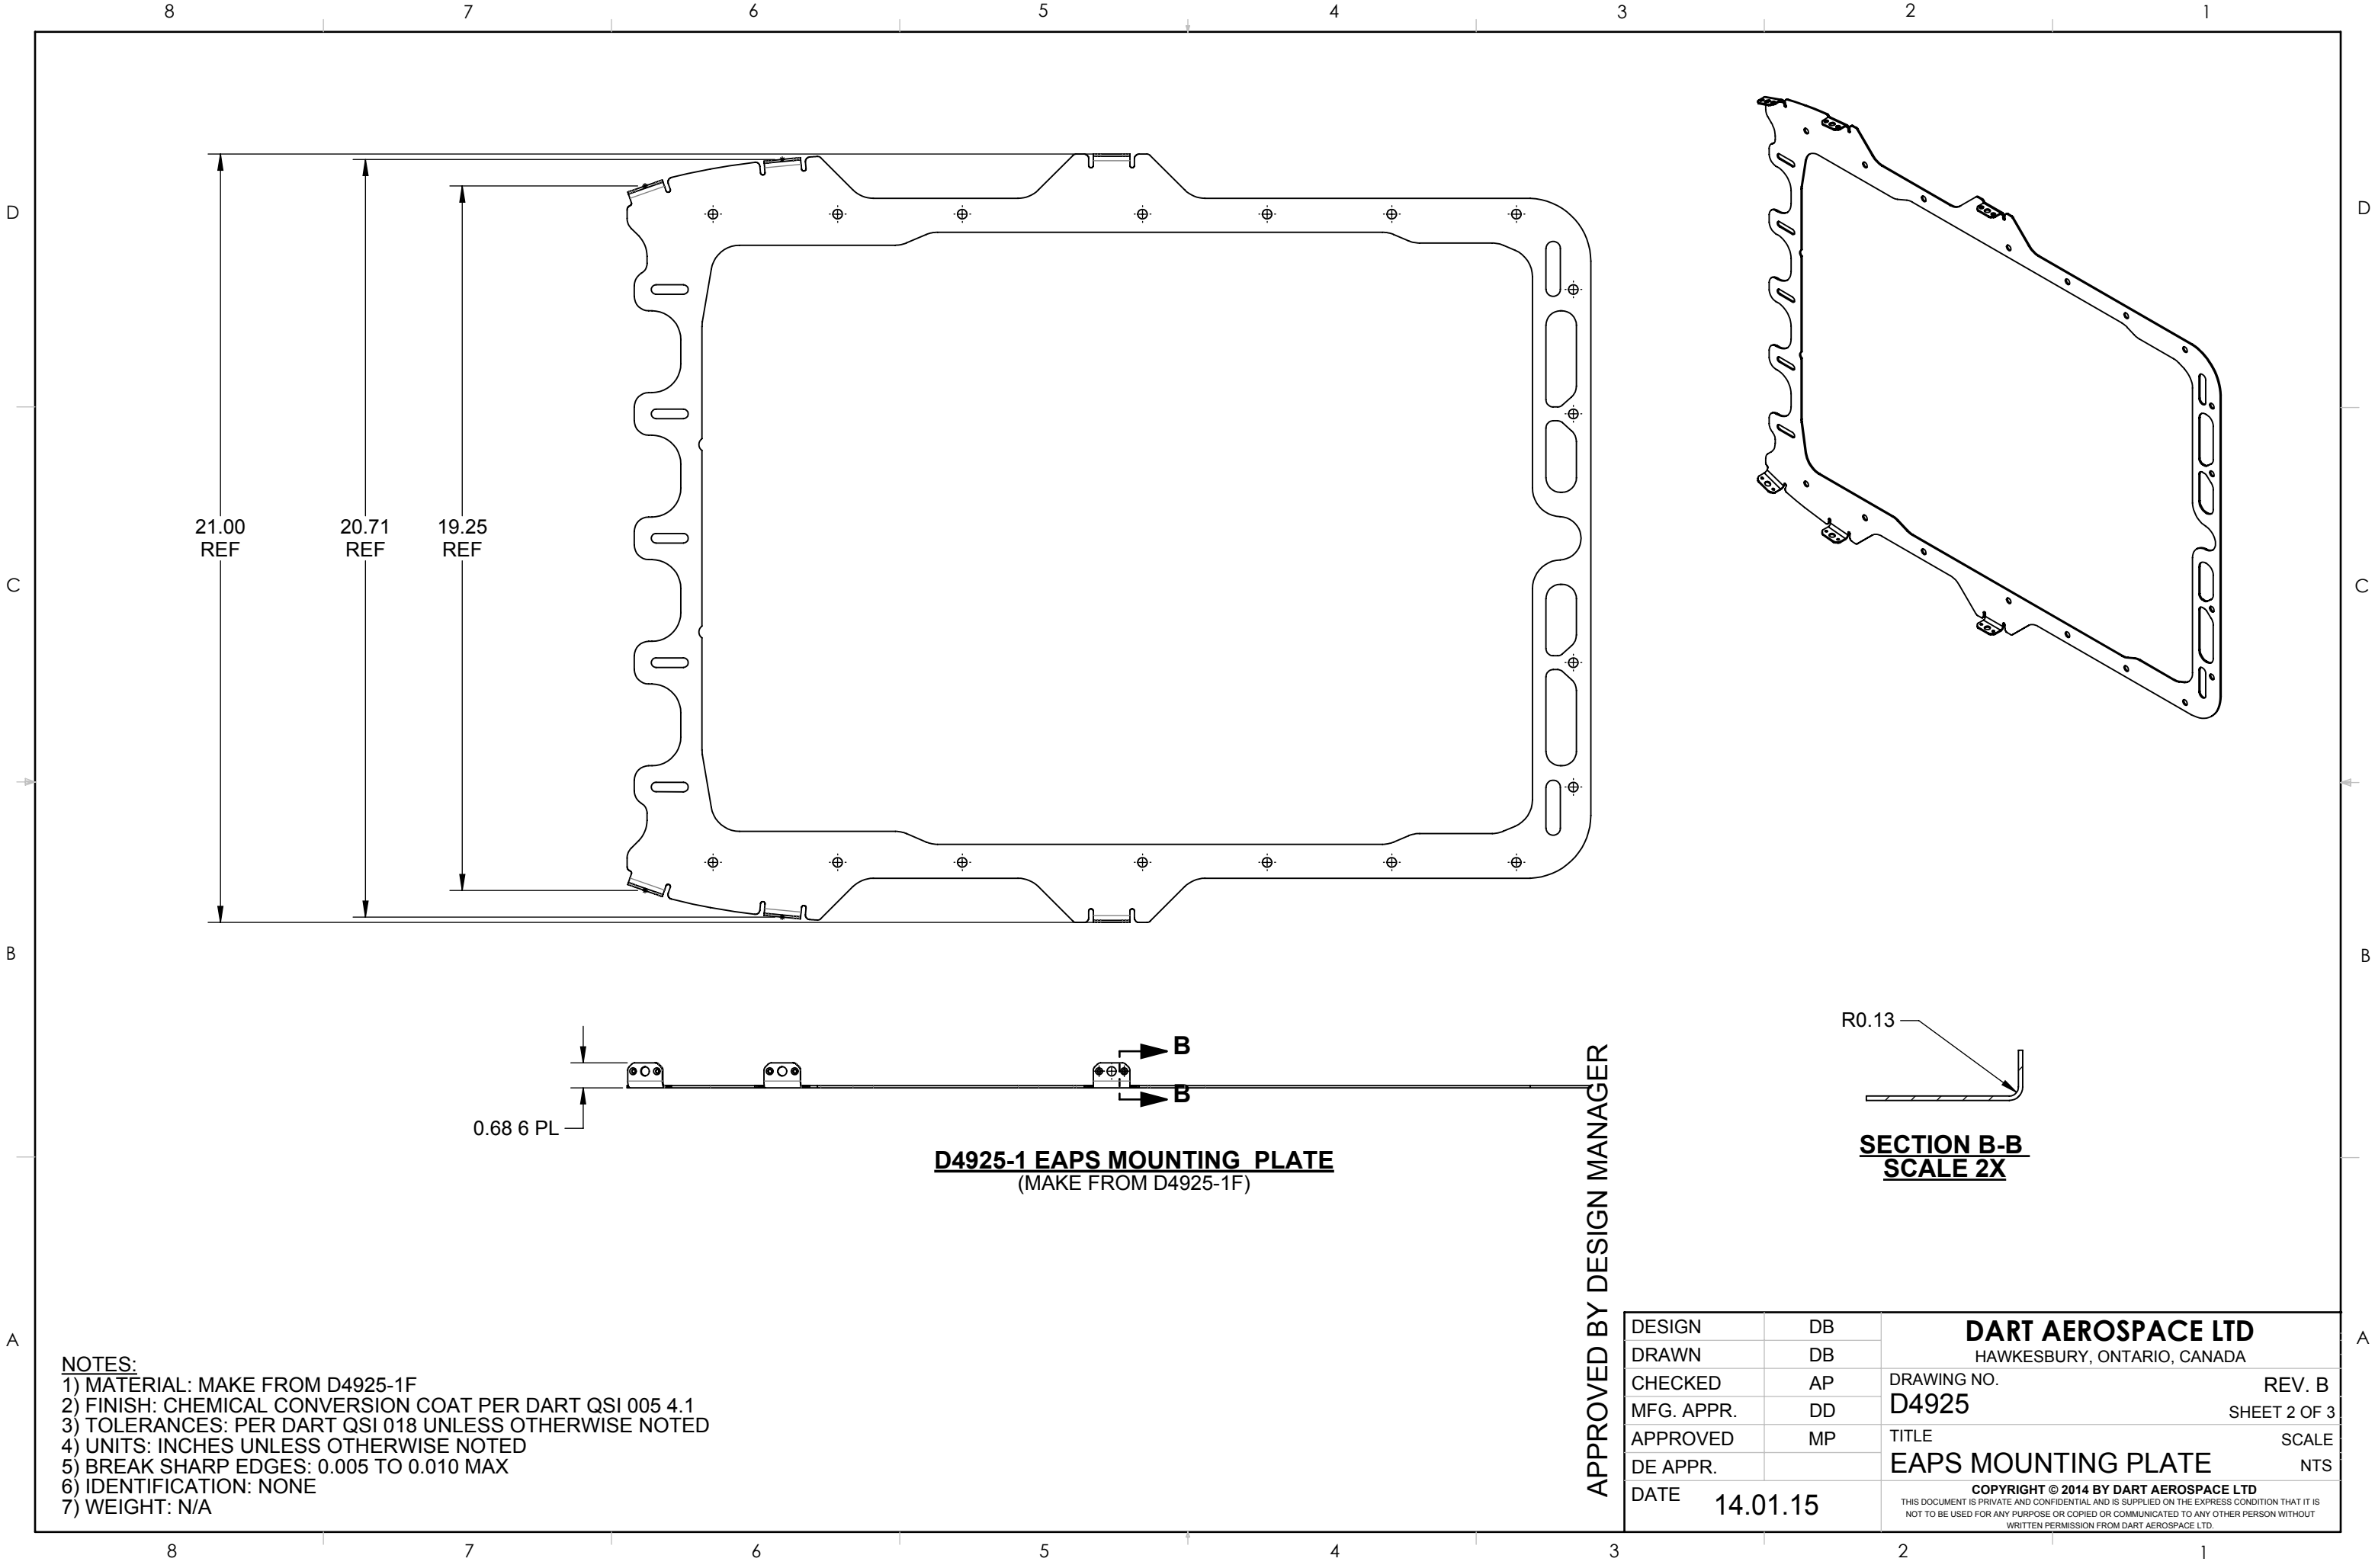 8 7 6 5 4 3 2 1
D D
C C
B B
A A
21.00
REF
20.71
REF
19.25
REF
0.68 6 PL
B
B
D4925-1 EAPS MOUNTING PLATE
(MAKE FROM D4925-1F)
R0.13
SECTION B-B
SCALE 2X
APPROVED BY DESIGN MANAGER
NOTES:
1) MATERIAL: MAKE FROM D4925-1F
2) FINISH: CHEMICAL CONVERSION COAT PER DART QSI 005 4.1
3) TOLERANCES: PER DART QSI 018 UNLESS OTHERWISE NOTED
4) UNITS: INCHES UNLESS OTHERWISE NOTED
5) BREAK SHARP EDGES: 0.005 TO 0.010 MAX
6) IDENTIFICATION: NONE
7) WEIGHT: N/A
DESIGN DB
DRAWN DB
CHECKED AP
MFG. APPR. DD
APPROVED MP
DE APPR.
DATE 14.01.15
DART AEROSPACE LTD
HAWKESBURY, ONTARIO, CANADA
DRAWING NO. REV. B
D4925 SHEET 2 OF 3
TITLE SCALE
EAPS MOUNTING PLATE NTS
COPYRIGHT © 2014 BY DART AEROSPACE LTD
THIS DOCUMENT IS PRIVATE AND CONFIDENTIAL AND IS SUPPLIED ON THE EXPRESS CONDITION THAT IT IS
NOT TO BE USED FOR ANY PURPOSE OR COPIED OR COMMUNICATED TO ANY OTHER PERSON WITHOUT
WRITTEN PERMISSION FROM DART AEROSPACE LTD.
8 7 6 5 4 3 2 1